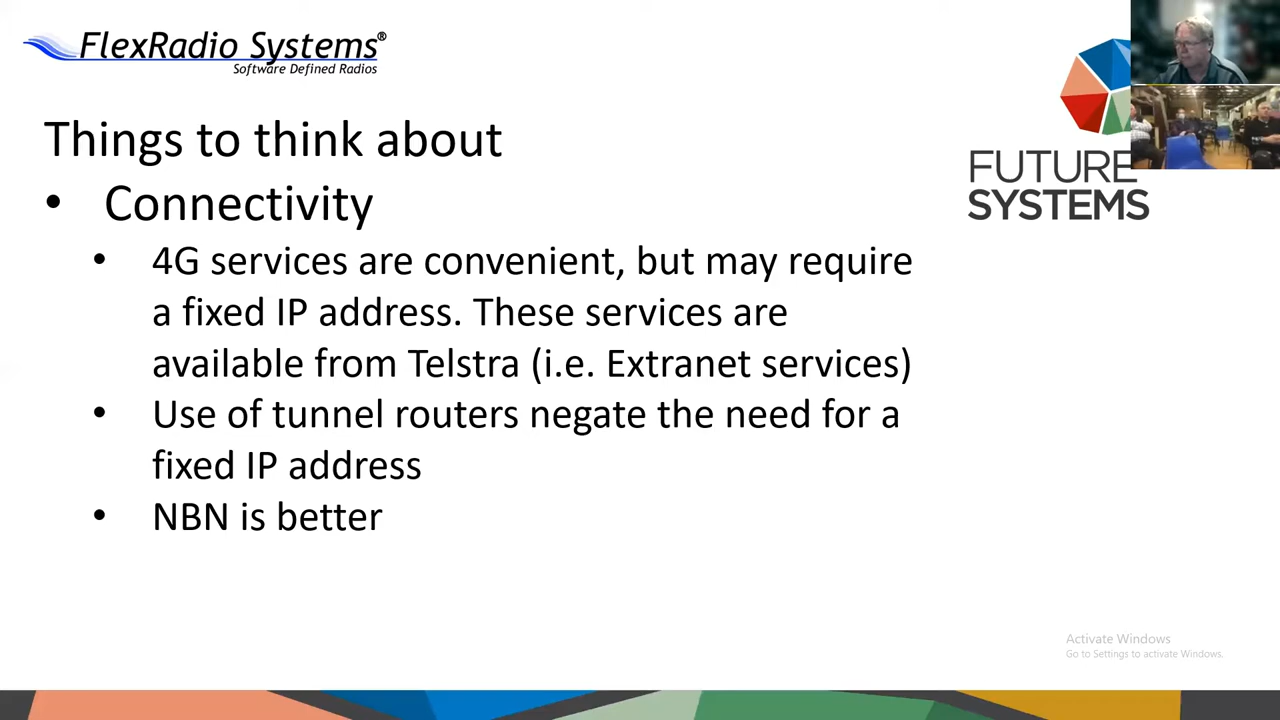 FlexRadio Systems®
Software Defined Radios
FUTURE
SYSTEMS
Things to think about
• Connectivity
• 4G services are convenient, but may require
a fixed IP address. These services are
available from Telstra (i.e. Extranet services)
• Use of tunnel routers negate the need for a
fixed IP address
• NBN is better
Activate Windows
Go to Settings to activate Windows.